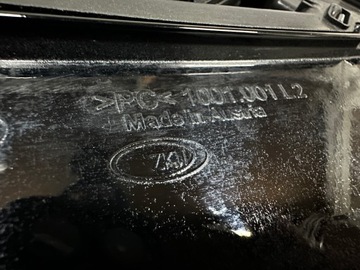 >PC< 1001.001 L2
Made in Austria
ZKW